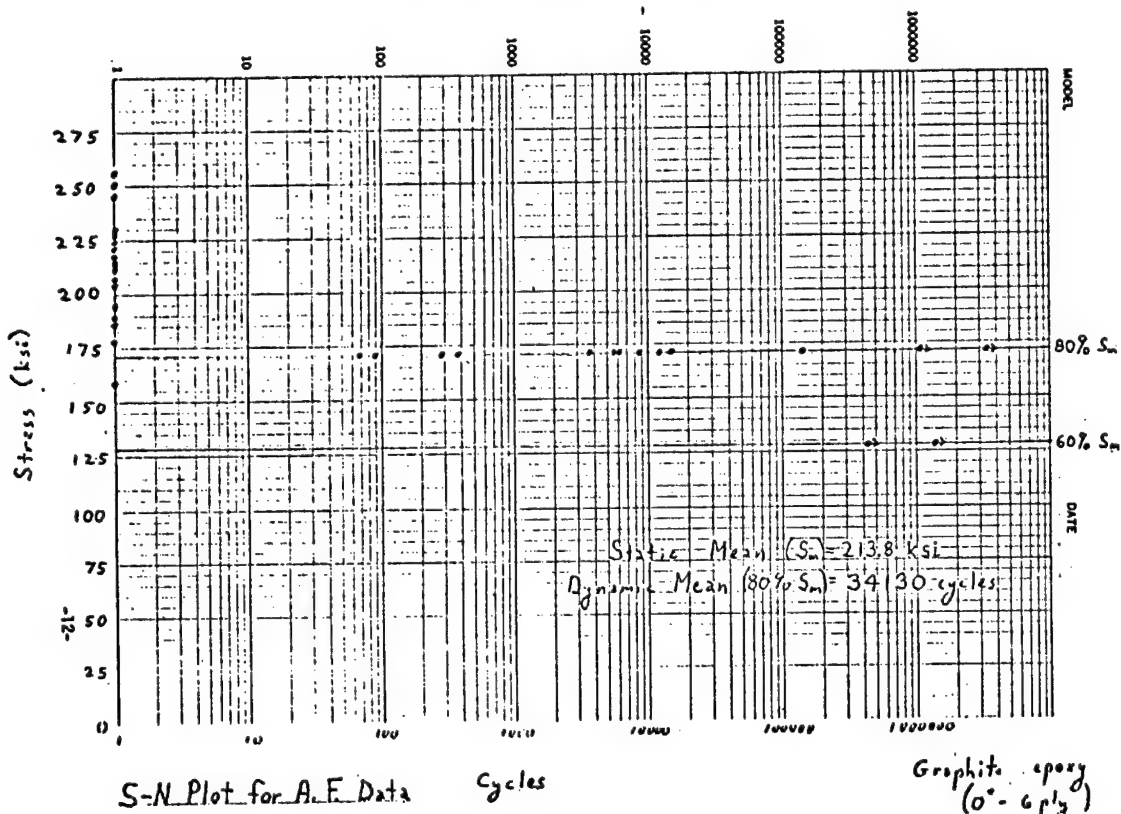 1 10 100 1000 10000 100000 1000000
MODEL
275
250
225
200
175
150
125
100
75
50
25
0
Stress (ksi)
80% Sm
60% Sm
DATE
Static Mean (Sm) = 213.8 ksi
Dynamic Mean (80% Sm) = 34130 cycles
-12-
1 10 100 1000 10000 100000 1000000
S-N Plot for A.F. Data
Cycles
Graphite epoxy
(0°- 6 ply)